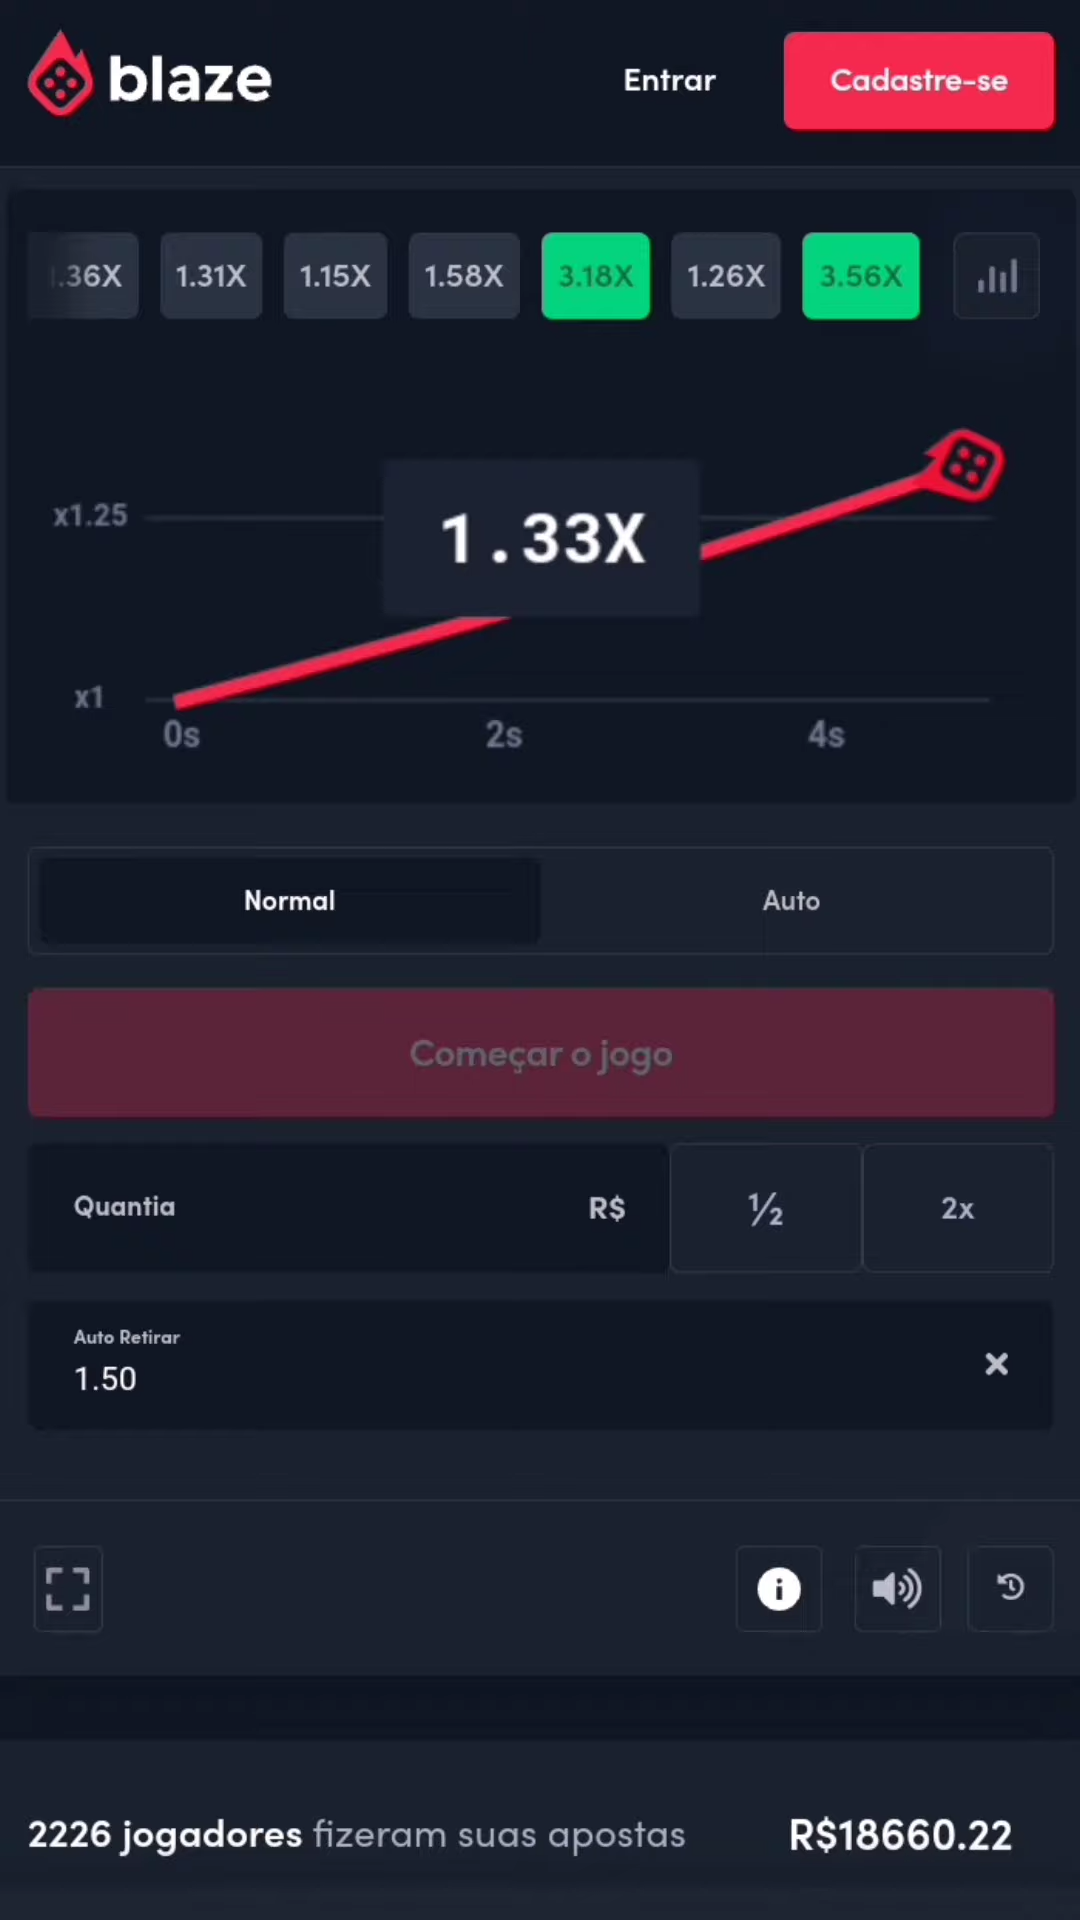 blaze
Entrar
Cadastre-se
1.36X 1.31X 1.15X 1.58X 3.18X 1.26X 3.56X
x1.25
1.33X
x1
0s 2s 4s
Normal
Auto
Começar o jogo
Quantia R$ ½ 2x
Auto Retirar
1.50
2226 jogadores fizeram suas apostas R$18660.22